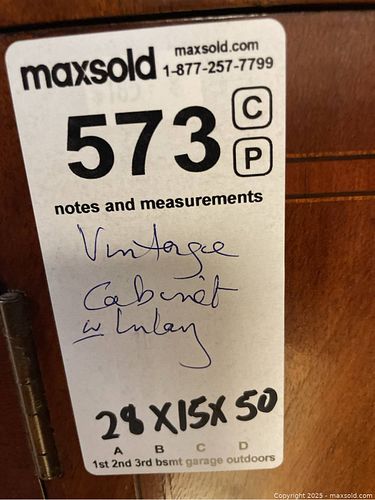 maxsold
maxsold.com
1-877-257-7799
573
C
P
notes and measurements
Vintage
Cabinet
w Inlay
28X15X50
A B C D
1st 2nd 3rd bsmt garage outdoors
Copyright 2025 - maxsold.com